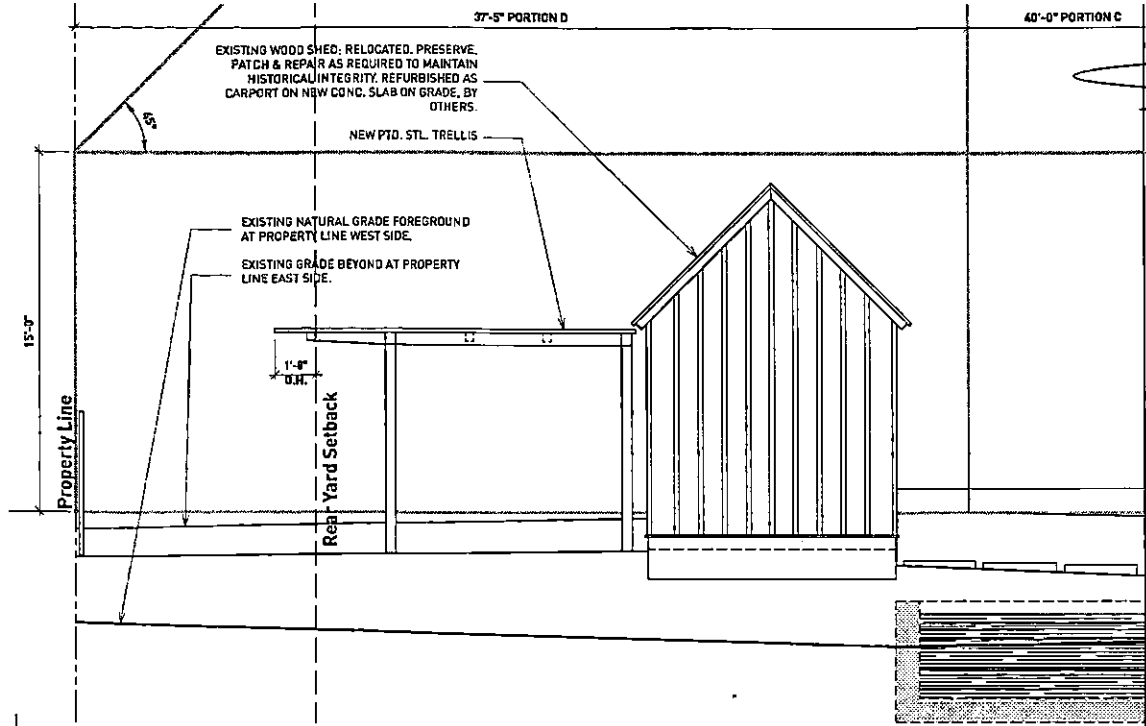 37'-5" PORTION D
40'-0" PORTION C
EXISTING WOOD SHED; RELOCATED. PRESERVE,
PATCH & REPAIR AS REQUIRED TO MAINTAIN
HISTORICAL INTEGRITY. REFURBISHED AS
CARPORT ON NEW CONC. SLAB ON GRADE, BY
OTHERS.
45°
NEW PTD. STL. TRELLIS
EXISTING NATURAL GRADE FOREGROUND
AT PROPERTY LINE WEST SIDE.
EXISTING GRADE BEYOND AT PROPERTY
LINE EAST SIDE.
15'-0"
O.H.
Property Line
Rear Yard Setback
1